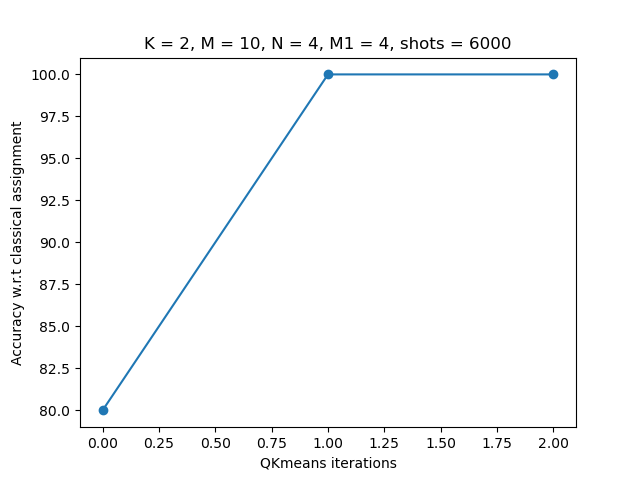 K = 2, M = 10, N = 4, M1 = 4, shots = 6000
100.0
97.5
95.0
92.5
90.0
87.5
85.0
82.5
80.0
Accuracy w.r.t classical assignment
0.00 0.25 0.50 0.75 1.00 1.25 1.50 1.75 2.00
QKmeans iterations